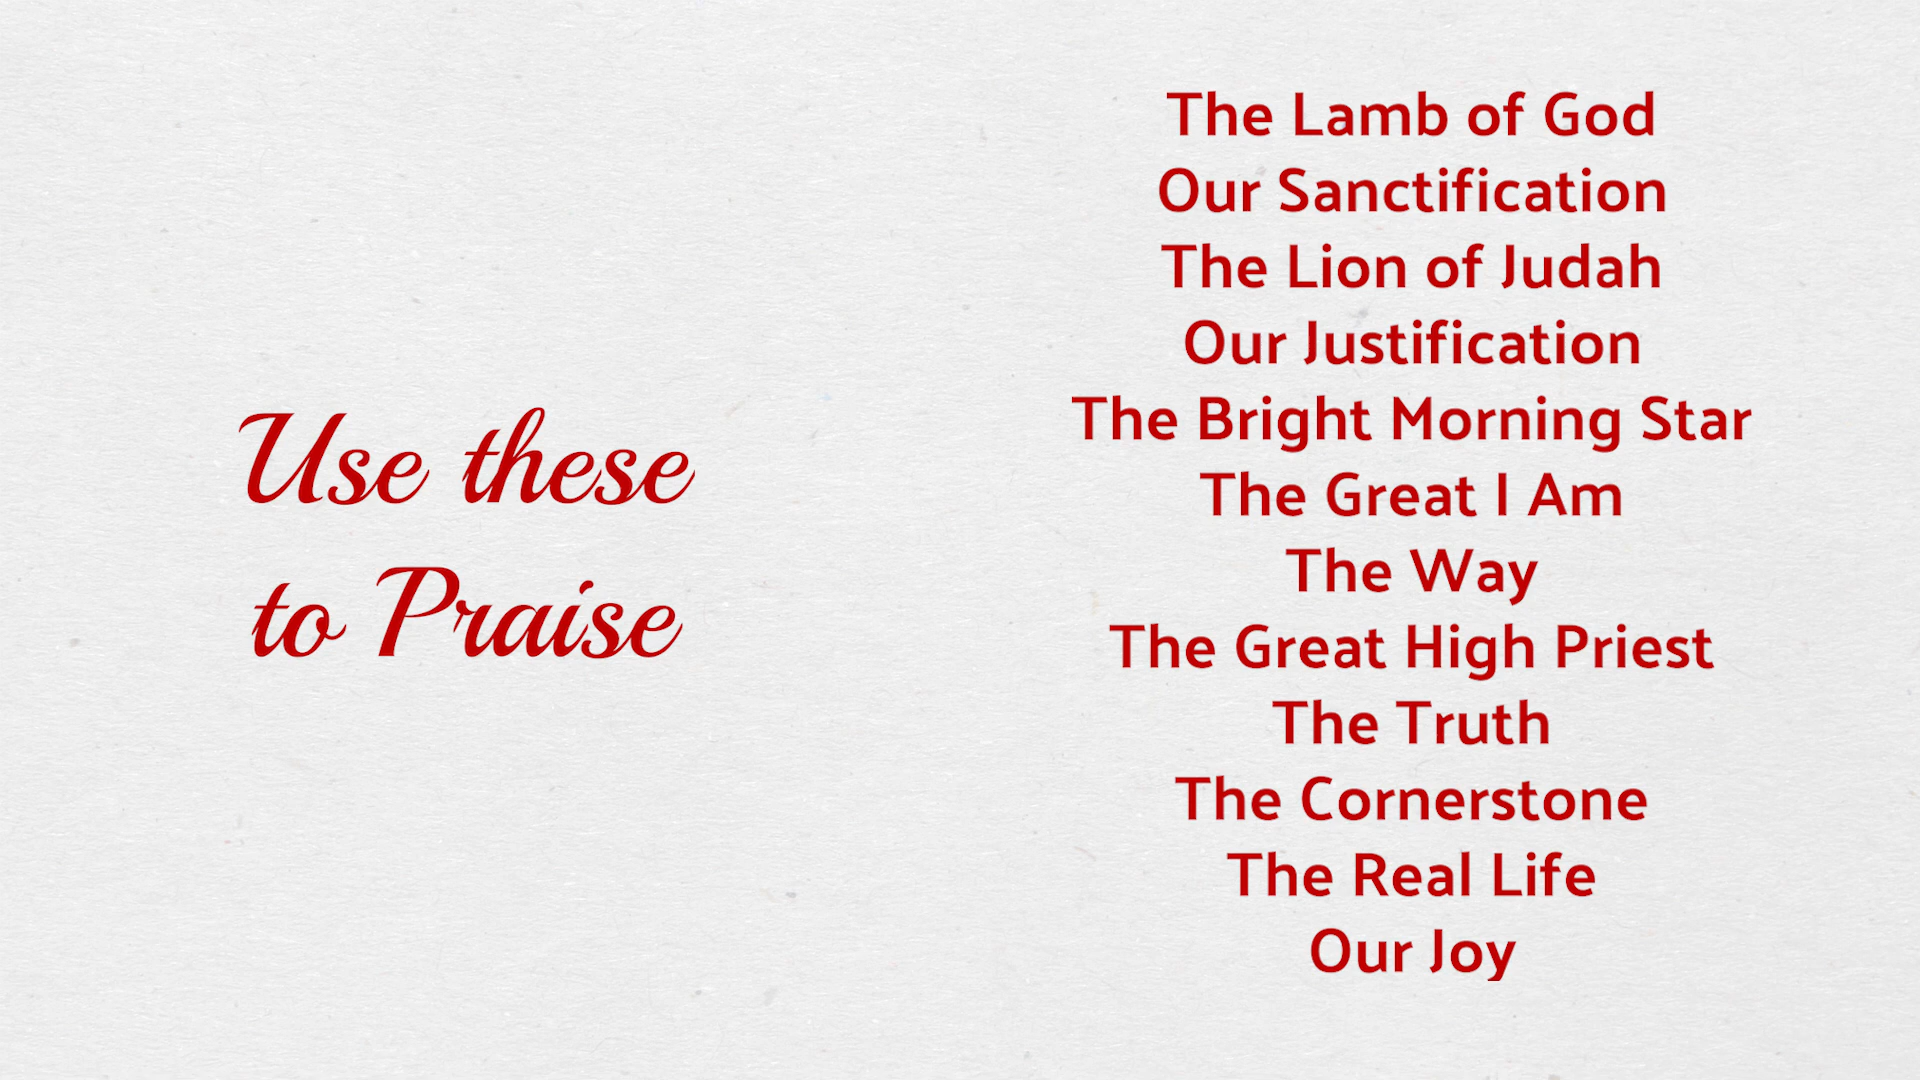 Use these
to Praise
The Lamb of God
Our Sanctification
The Lion of Judah
Our Justification
The Bright Morning Star
The Great I Am
The Way
The Great High Priest
The Truth
The Cornerstone
The Real Life
Our Joy